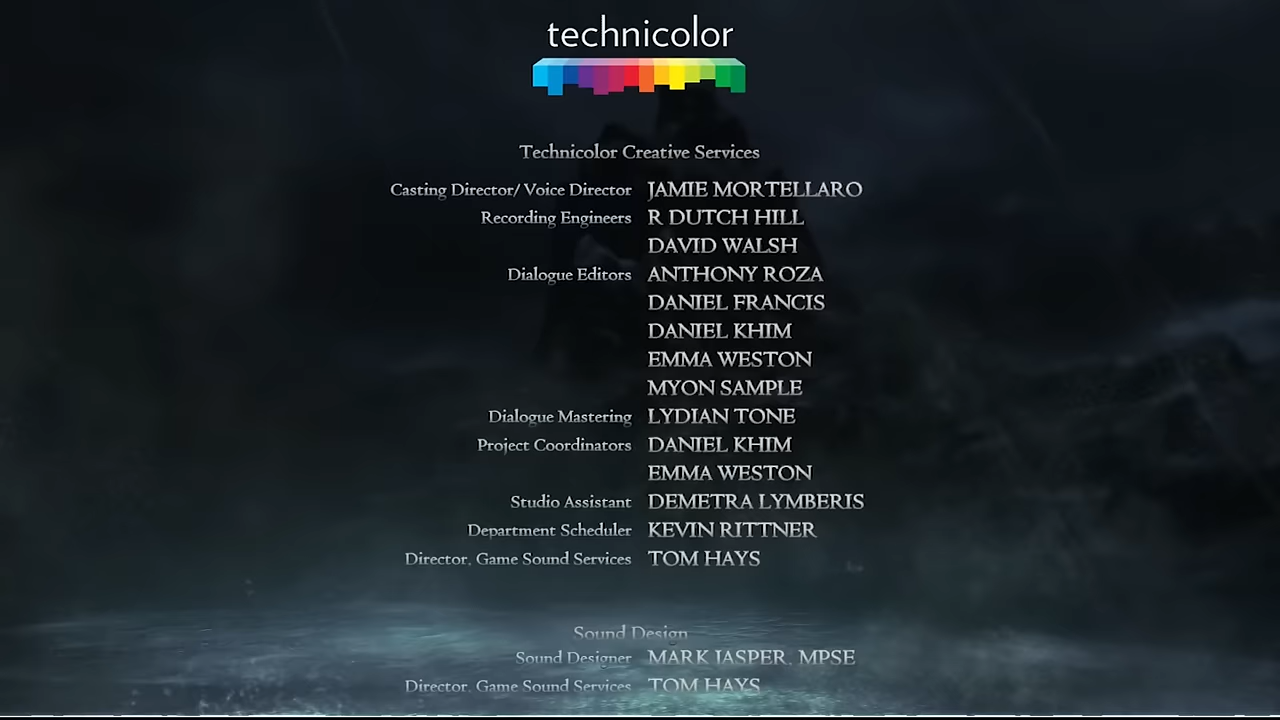 technicolor
Technicolor Creative Services
Casting Director/ Voice Director JAMIE MORTELLARO
Recording Engineers R DUTCH HILL
DAVID WALSH
Dialogue Editors ANTHONY ROZA
DANIEL FRANCIS
DANIEL KHIM
EMMA WESTON
MYON SAMPLE
Dialogue Mastering LYDIAN TONE
Project Coordinators DANIEL KHIM
EMMA WESTON
Studio Assistant DEMETRA LYMBERIS
Department Scheduler KEVIN RITTNER
Director, Game Sound Services TOM HAYS
Sound Design
Sound Designer MARK JASPER, MPSE
Director, Game Sound Services TOM HAYS